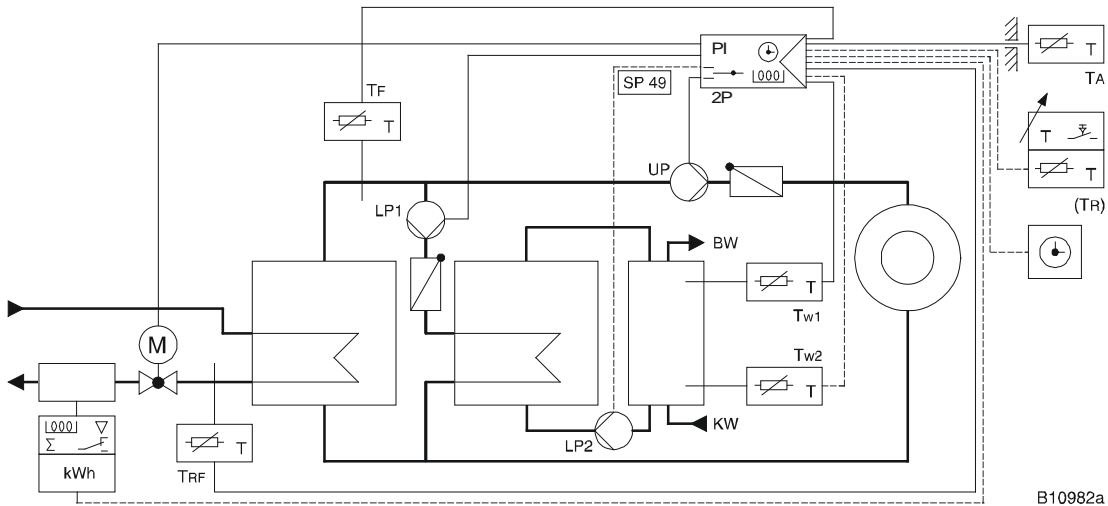 PI
T
TA
TF
SP 49
2P
T
T
UP
T
LP1
(TR)
BW
T
TW1
M
TW2
T
KW
LP2
T
Σ
kWh
TRF
B10982a